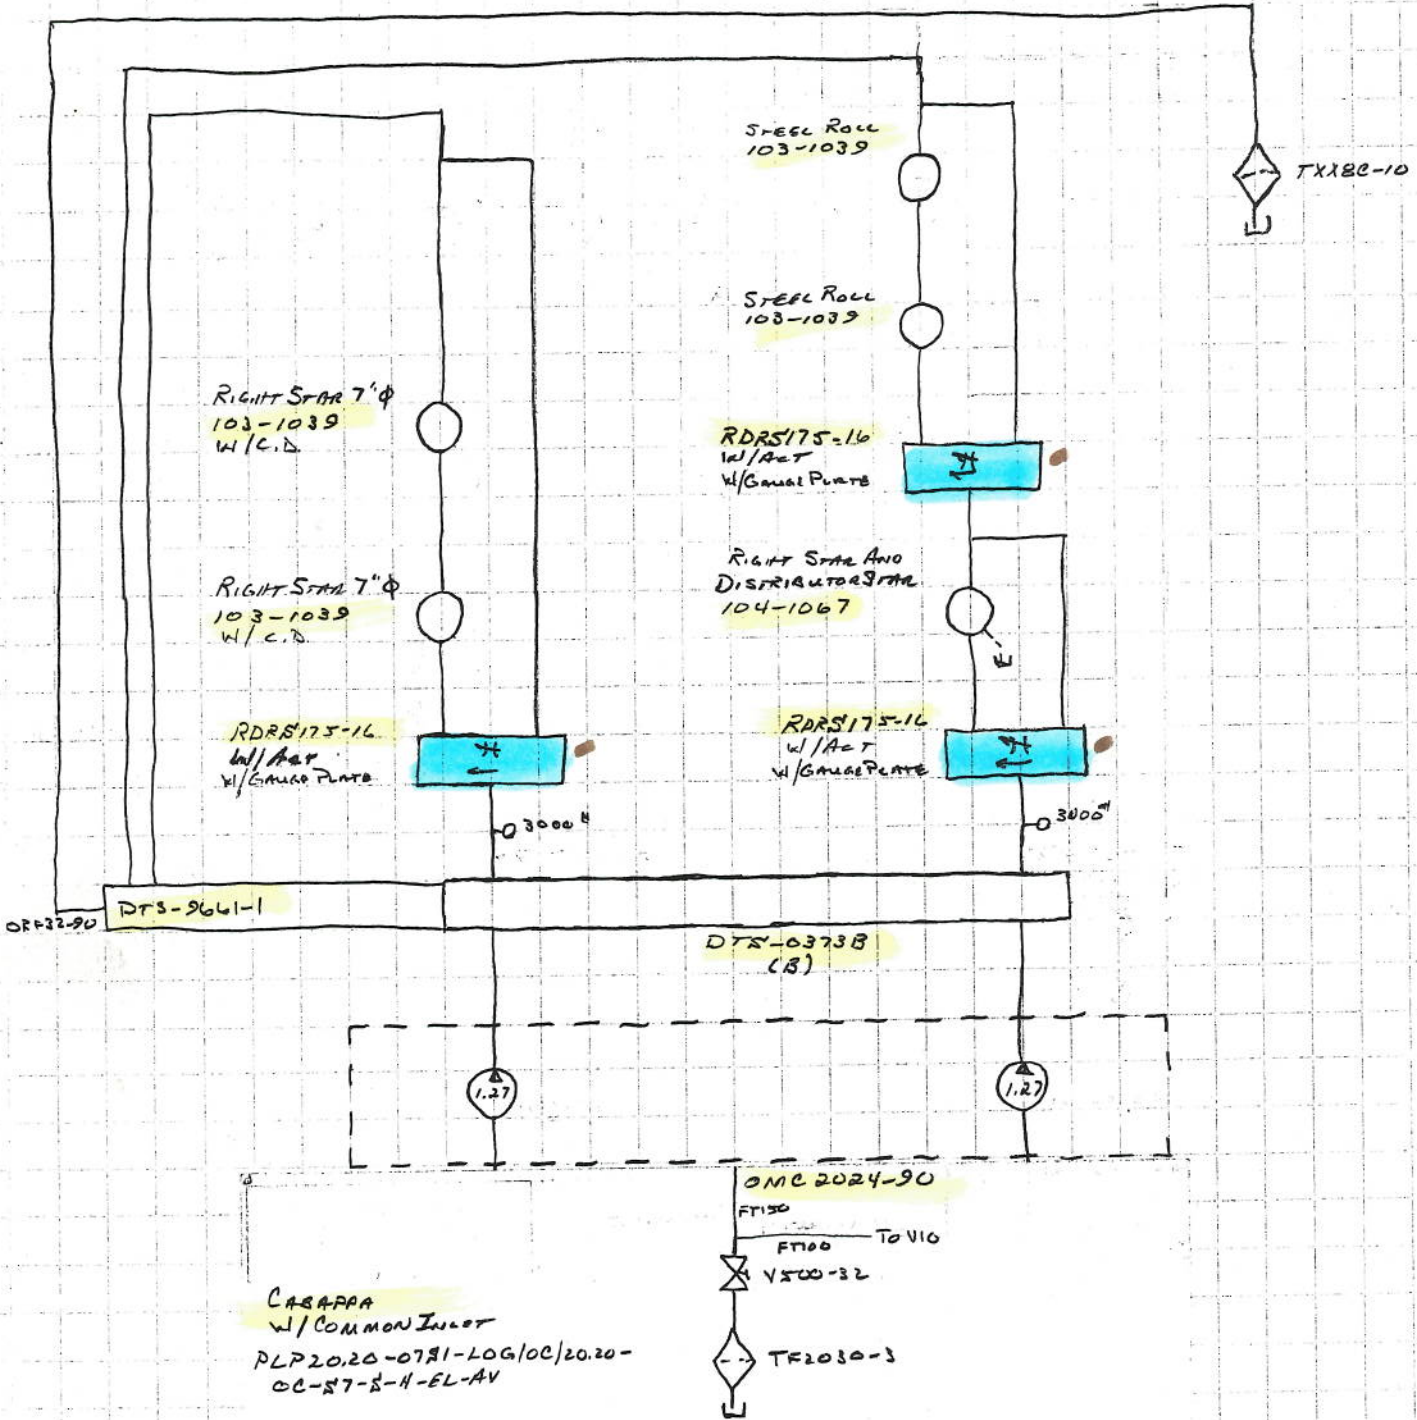 STEEL ROLL
103-1039
TXX8C-10
STEEL ROLL
103-1039
RIGHT STAR 7"Φ
103-1039
W/C.D.
RDRS175-16
W/ACT
W/GAUGE PLATE
RIGHT STAR AND
DISTRIBUTOR STAR
104-1067
RIGHT STAR 7"Φ
103-1039
W/C.D.
RDRS175-16
W/ACT
W/GAUGE PLATE
RDRS175-16
W/ACT
W/GAUGE PLATE
3000#
3000#
DTS-9661-1
ORF32-90
DTS-0373B
(B)
1.27
1.27
OMC 2024-90
FT150
FT100
TO V10
V500-32
CASAPPA
W/COMMON INLET
PLP20.20-07S1-LOG/OC/20.20-
OC-S7-S-N-EL-AV
TF2030-3